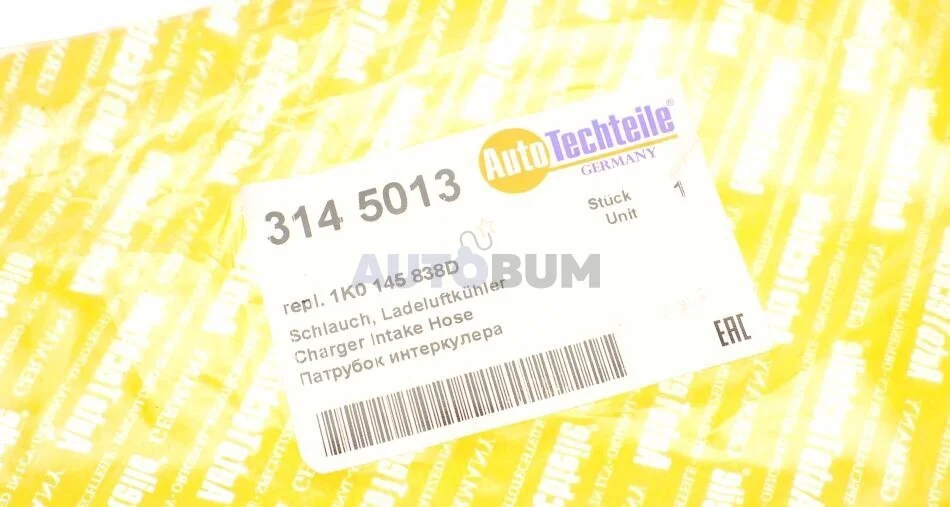 AutoTechteile®
GERMANY
314 5013
Stück 1
Unit
AUTOBUM
repl. 1K0 145 838D
Schlauch, Ladeluftkühler
Charger Intake Hose
Патрубок интеркулера
EAC